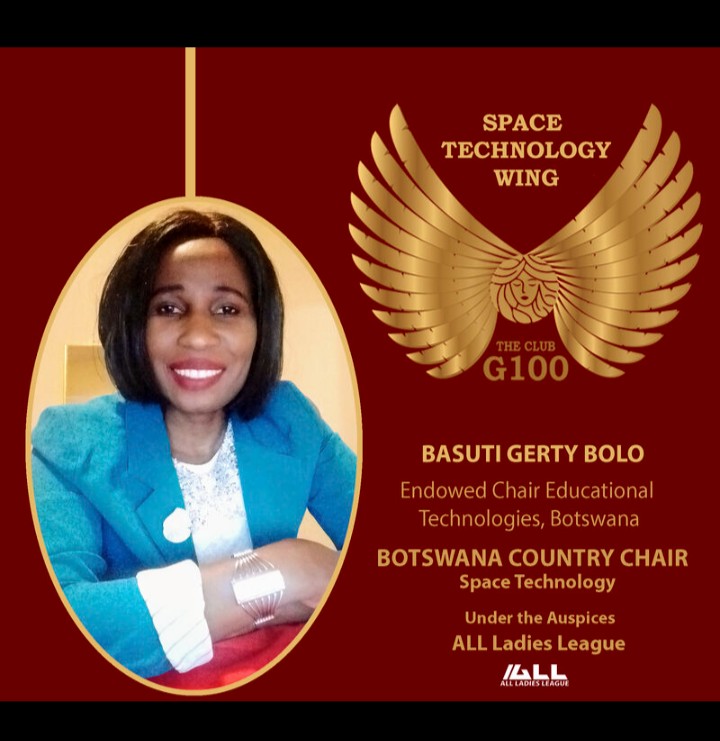 SPACE
TECHNOLOGY
WING
THE CLUB
G100
BASUTI GERTY BOLO
Endowed Chair Educational
Technologies, Botswana
BOTSWANA COUNTRY CHAIR
Space Technology
Under the Auspices
ALL Ladies League
ALL
ALL LADIES LEAGUE